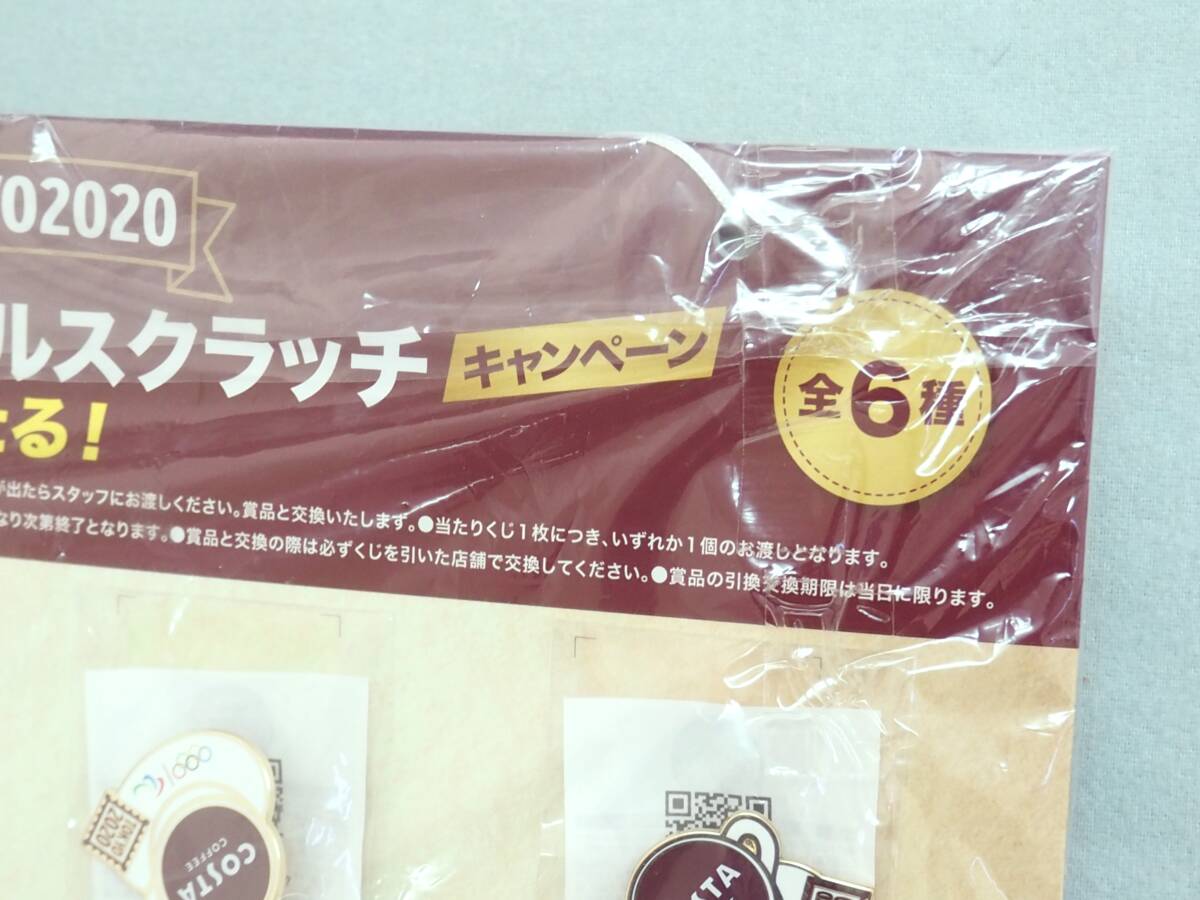 YO2020
ルスクラッチ キャンペーン
全6種
たる!
が出たらスタッフにお渡しください。賞品と交換いたします。●当たりくじ1枚につき、いずれか1個のお渡しとなります。
なり次第終了となります。●賞品と交換の際は必ずくじを引いた店舗で交換してください。●賞品の引換交換期限は当日に限ります。
TOKYO
2020
COSTA
COFFEE
STA